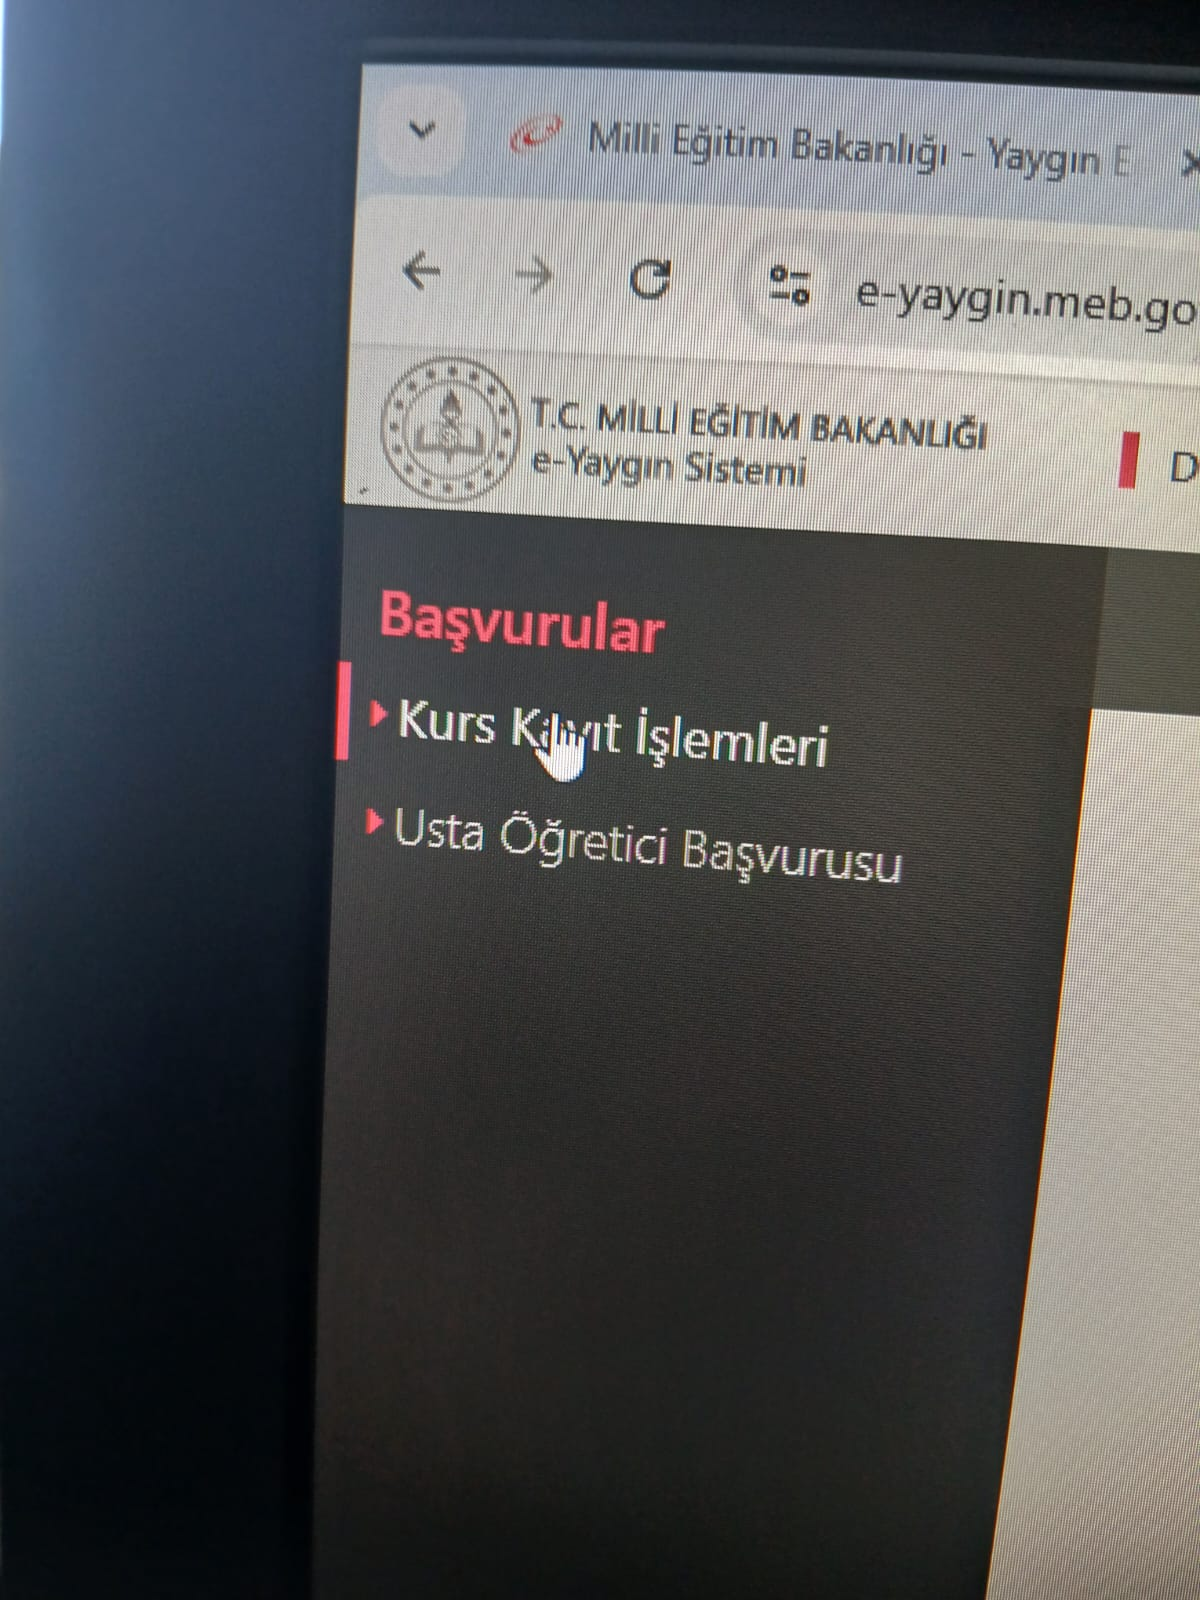 Milli Eğitim Bakanlığı - Yaygın E
e-yaygin.meb.go
T.C. MİLLİ EĞİTİM BAKANLIĞI
e-Yaygın Sistemi
D
Başvurular
Kurs Kayıt İşlemleri
Usta Öğretici Başvurusu